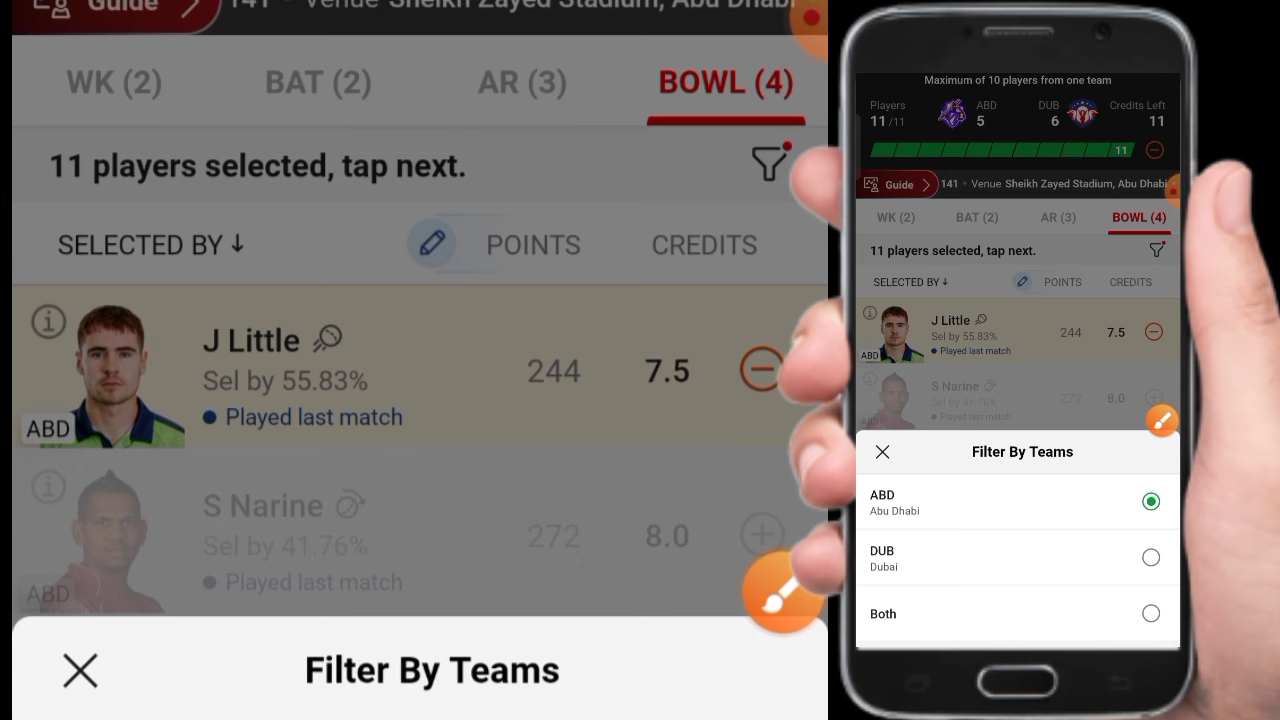 Guide
141 • Venue Sheikh Zayed Stadium, Abu Dhabi
WK (2) BAT (2) AR (3) BOWL (4)
11 players selected, tap next.
SELECTED BY ↓ POINTS CREDITS
J Little
Sel by 55.83% 244 7.5
• Played last match
ABD
S Narine
Sel by 41.76% 272 8.0
• Played last match
ABD
Filter By Teams
Maximum of 10 players from one team
Players ABD DUB Credits Left
11/11 5 6 11
11
Guide 141 • Venue Sheikh Zayed Stadium, Abu Dhabi
WK (2) BAT (2) AR (3) BOWL (4)
11 players selected, tap next.
SELECTED BY ↓ POINTS CREDITS
J Little
Sel by 55.83% 244 7.5
• Played last match
ABD
S Narine
Sel by 41.76% 272 8.0
• Played last match
ABD
Filter By Teams
ABD
Abu Dhabi
DUB
Dubai
Both